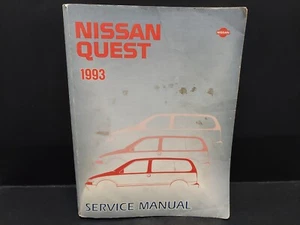 NISSAN
QUEST
1993
SERVICE MANUAL